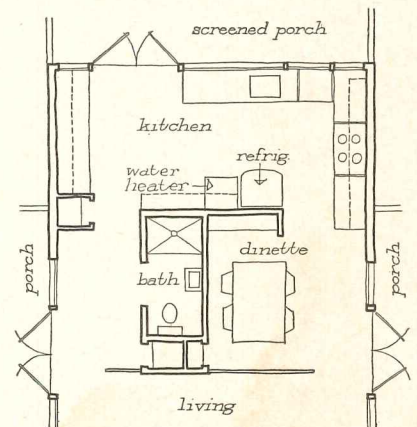 screened porch
kitchen
refrig.
water
heater
dinette
bath
porch
porch
living